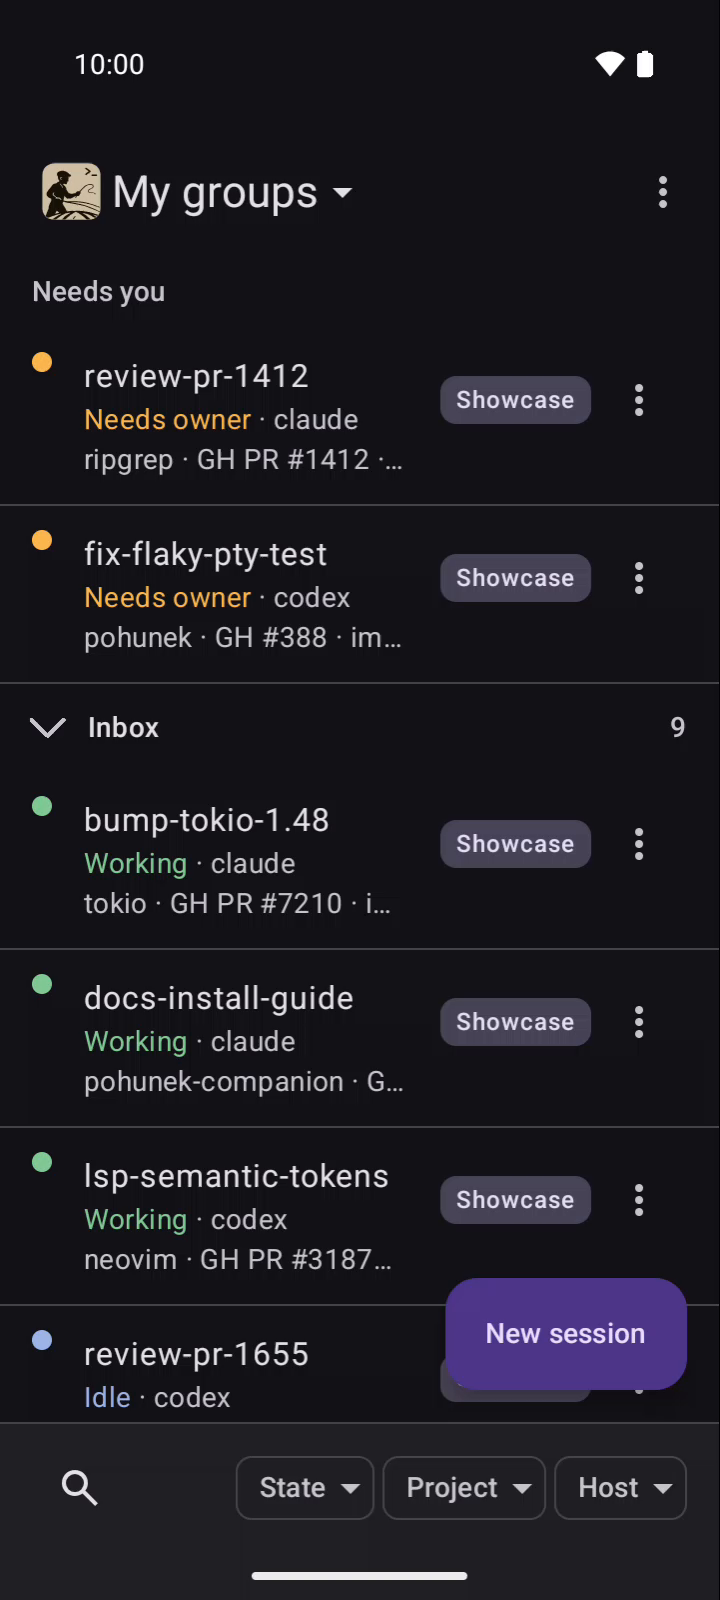 10:00
My groups
Needs you
review-pr-1412
Showcase
Needs owner · claude
ripgrep · GH PR #1412 ·…
fix-flaky-pty-test
Showcase
Needs owner · codex
pohunek · GH #388 · im…
Inbox
9
bump-tokio-1.48
Showcase
Working · claude
tokio · GH PR #7210 · i…
docs-install-guide
Showcase
Working · claude
pohunek-companion · G…
lsp-semantic-tokens
Showcase
Working · codex
neovim · GH PR #3187…
New session
review-pr-1655
Idle · codex
State
Project
Host